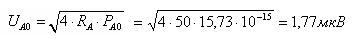 U_{A0} = √(4·R_A·P_{A0}) = √(4·50·15,73·10^{-15}) = 1,77 мкВ